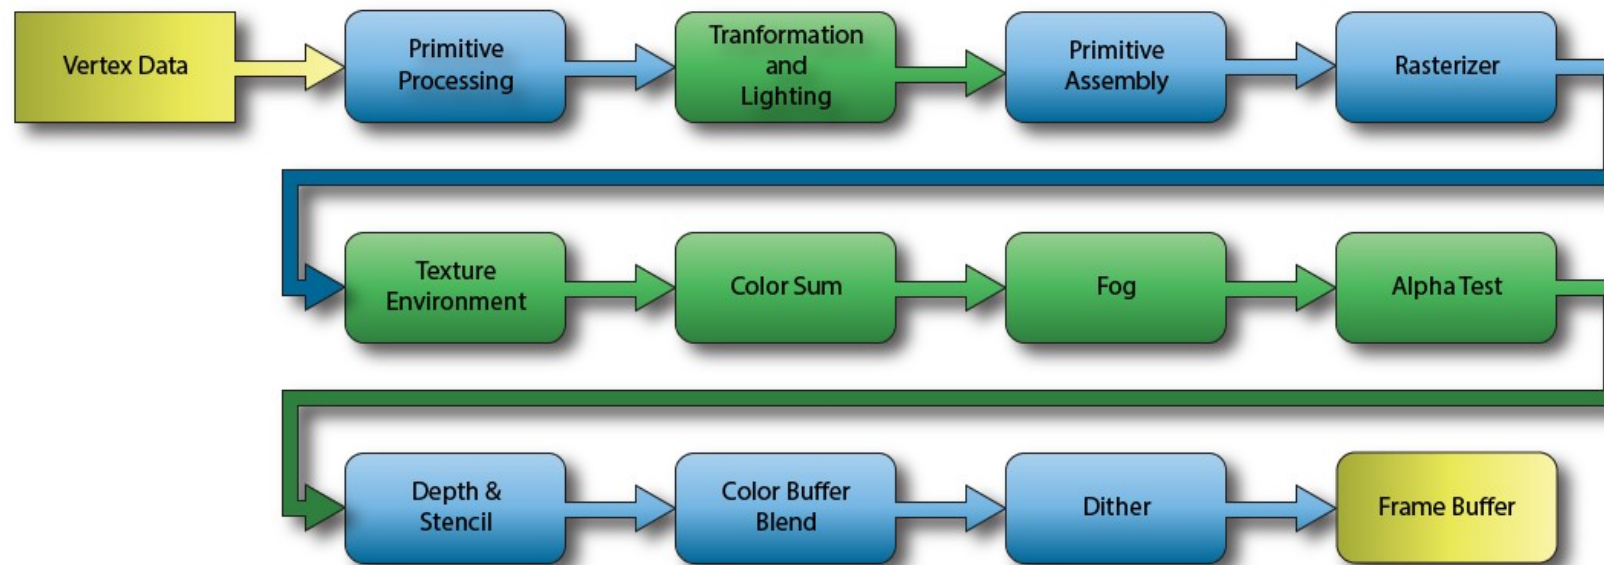 Vertex Data
Primitive
Processing
Tranformation
and
Lighting
Primitive
Assembly
Rasterizer
Texture
Environment
Color Sum
Fog
Alpha Test
Depth &
Stencil
Color Buffer
Blend
Dither
Frame Buffer